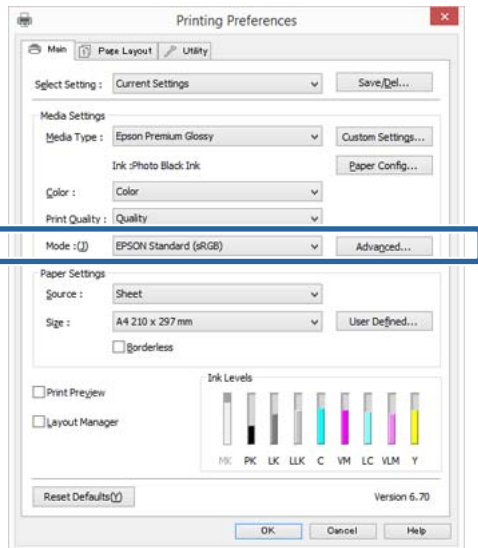 Printing Preferences
Main Page Layout Utility
Select Setting : Current Settings Save/Del...
Media Settings
Media Type : Epson Premium Glossy Custom Settings...
Ink :Photo Black Ink Paper Config...
Color : Color
Print Quality : Quality
Mode :(J) EPSON Standard (sRGB) Advanced...
Paper Settings
Source : Sheet
Size : A4 210 x 297 mm User Defined...
Borderless
Ink Levels
Print Preview
Layout Manager
MK PK LK LLK C VM LC VLM Y
Reset Defaults(Y) Version 6.70
OK Cancel Help